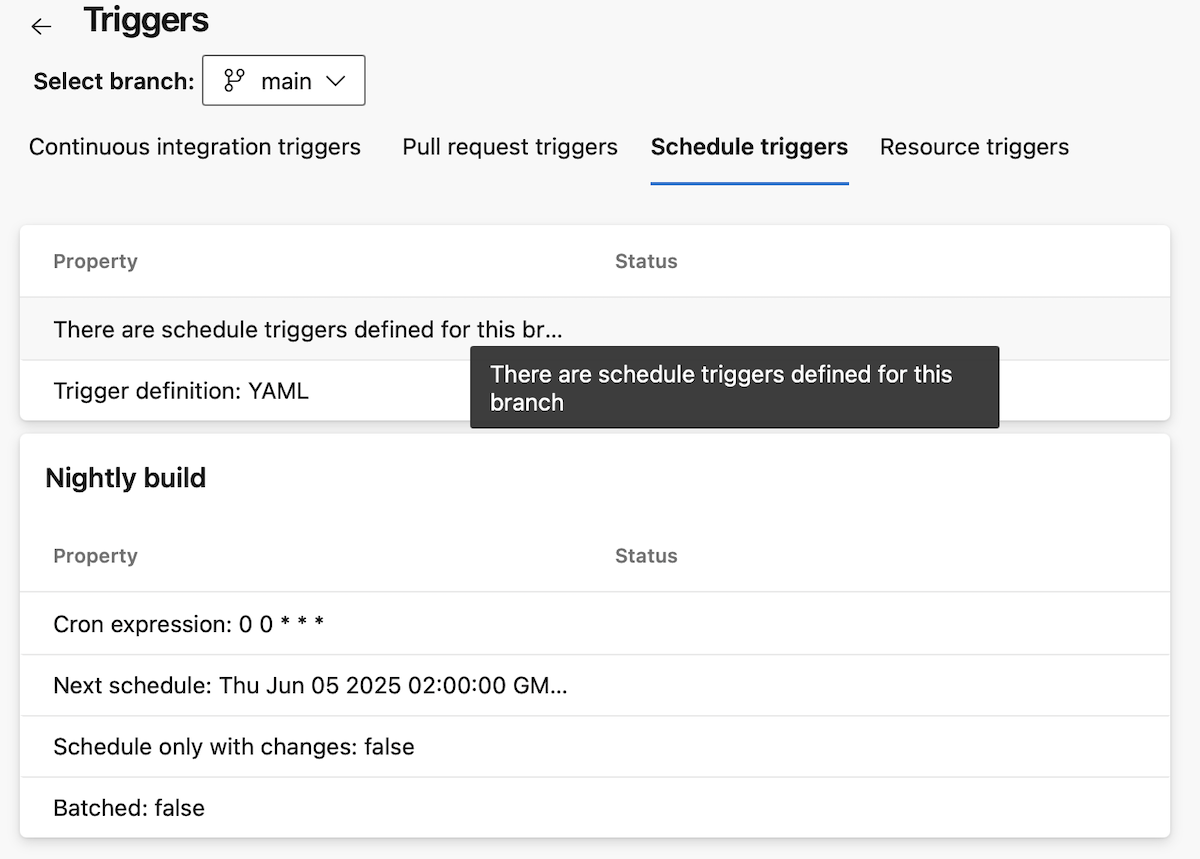 Triggers
Select branch: main
Continuous integration triggers Pull request triggers Schedule triggers Resource triggers
Property Status
There are schedule triggers defined for this br...
There are schedule triggers defined for this
branch
Trigger definition: YAML
Nightly build
Property Status
Cron expression: 0 0 * * *
Next schedule: Thu Jun 05 2025 02:00:00 GM...
Schedule only with changes: false
Batched: false